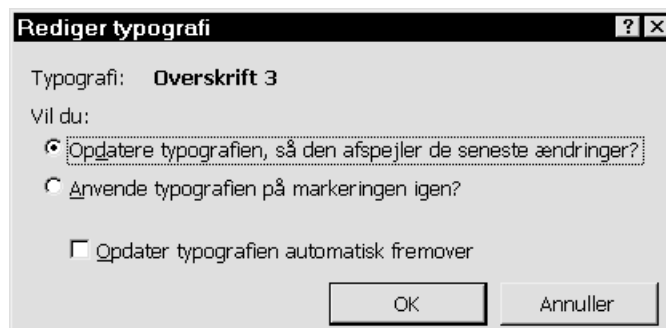 Rediger typografi
Typografi: Overskrift 3
Vil du:
Opdatere typografien, så den afspejler de seneste ændringer?
Anvende typografien på markeringen igen?
Opdater typografien automatisk fremover
OK Annuller